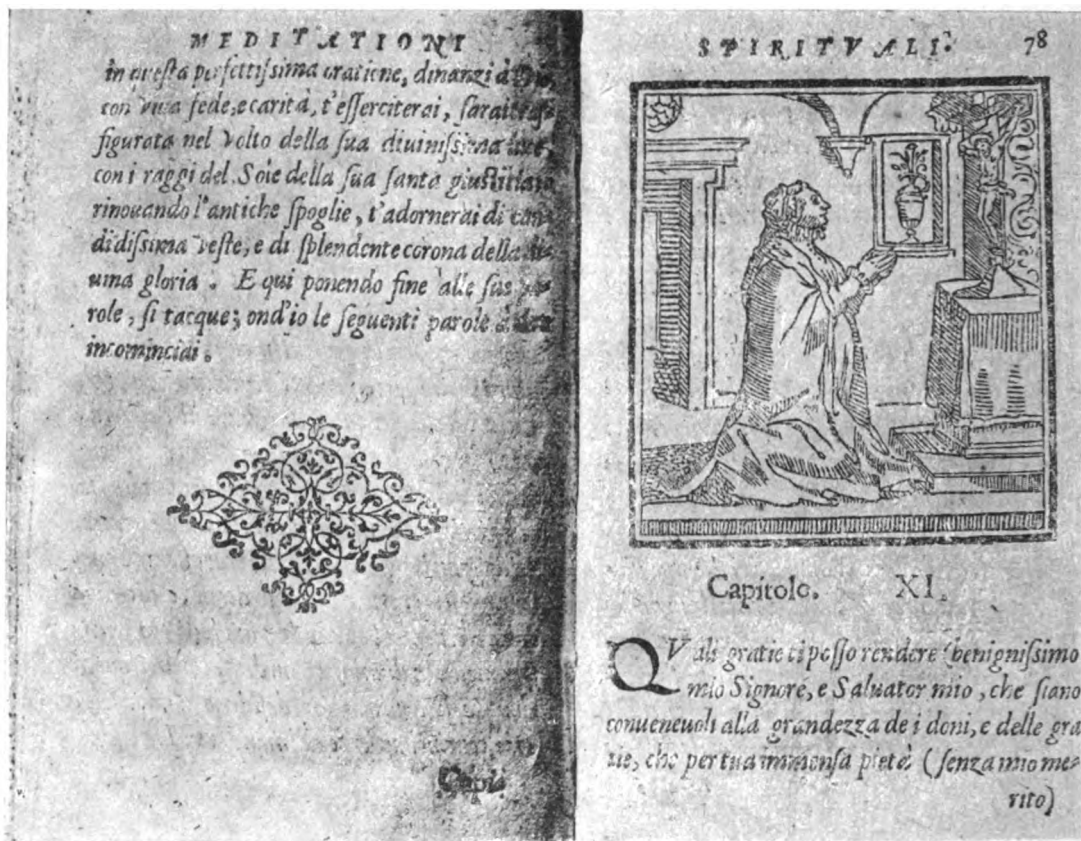 MEDITATIONI
in questa perfettissima oratione, dinanzi à
con viua fede, e carità, t'esserciterai, sarai
figurata nel volto della sua diuinissima luce,
con i raggi del Sole della sua santa giustitia
rinouando l'antiche spoglie, t'adornerai di can
didissima veste, e di splendente corona della
uina gloria. E qui ponendo fine alle sue pa
role, si tacque; ond'io le seguenti parole à
incominciai.
Capi
SPIRITVALI.
78
Capitolo. XI.
QVali gratie ti posso rendere (benignissimo
mio Signore, e Saluator mio, che siano
conueneuoli alla grandezza de i doni, e delle gra
tie, che per tua immensa pietà (senza mio me-
rito)